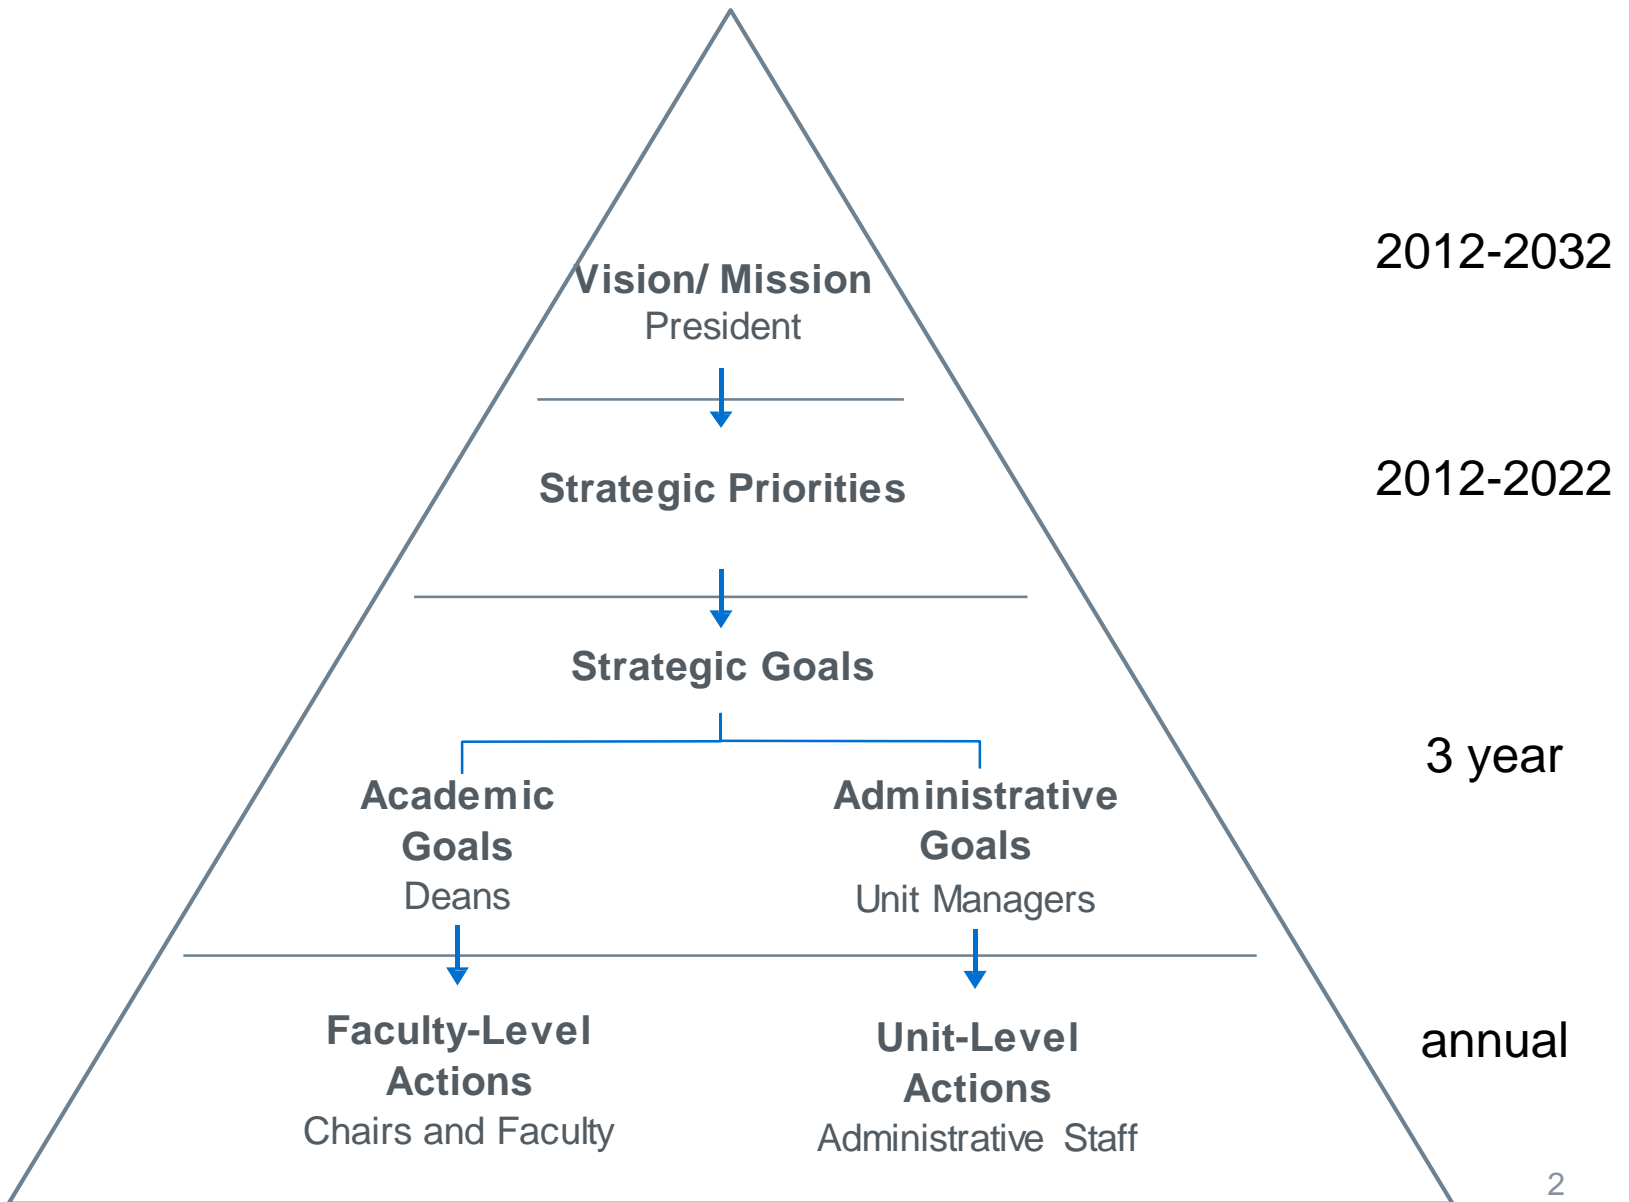 2012-2032
Vision/ Mission
President
2012-2022
Strategic Priorities
Strategic Goals
3 year
Academic
Goals
Deans
Administrative
Goals
Unit Managers
Faculty-Level
Actions
Chairs and Faculty
Unit-Level
Actions
Administrative Staff
annual
2